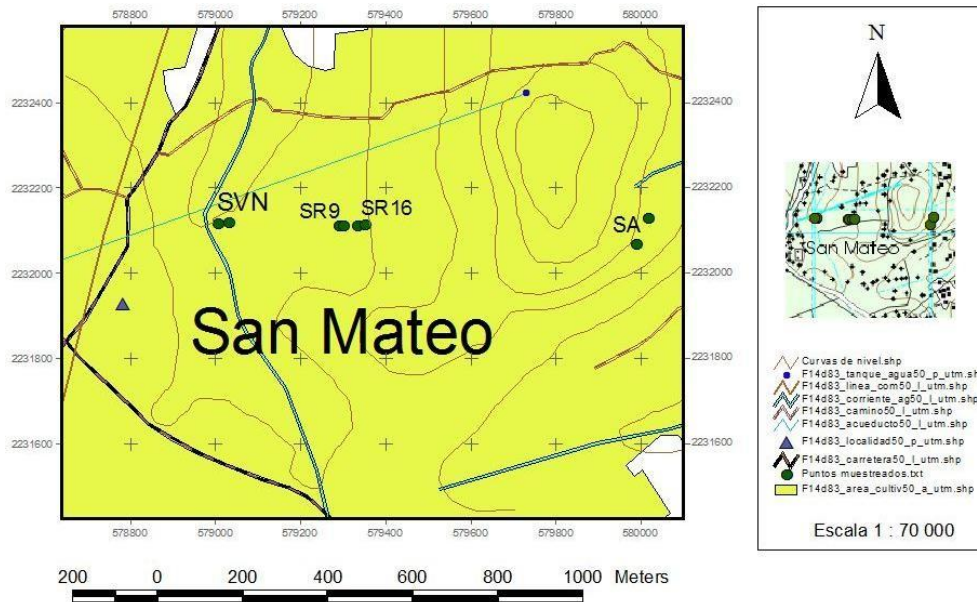 578800 579000 579200 579400 579600 579800 580000
2232400 2232400
2232200 2232200
SVN SR9 SR16 SA
2232000 2232000
San Mateo
2231800 2231800
2231600 2231600
578800 579000 579200 579400 579600 579800 580000
200 0 200 400 600 800 1000 Meters
N
San Mateo
Curvas de nivel.shp
F14d83_tanque_agua50_p_utm.sh
F14d83_linea_com50_l_utm.shp
F14d83_corriente_ag50_l_utm.shp
F14d83_camino50_l_utm.shp
F14d83_acueducto50_l_utm.shp
F14d83_localidad50_p_utm.shp
F14d83_carretera50_l_utm.shp
Puntos muestreados.txt
F14d83_area_cultiv50_a_utm.shp
Escala 1 : 70 000